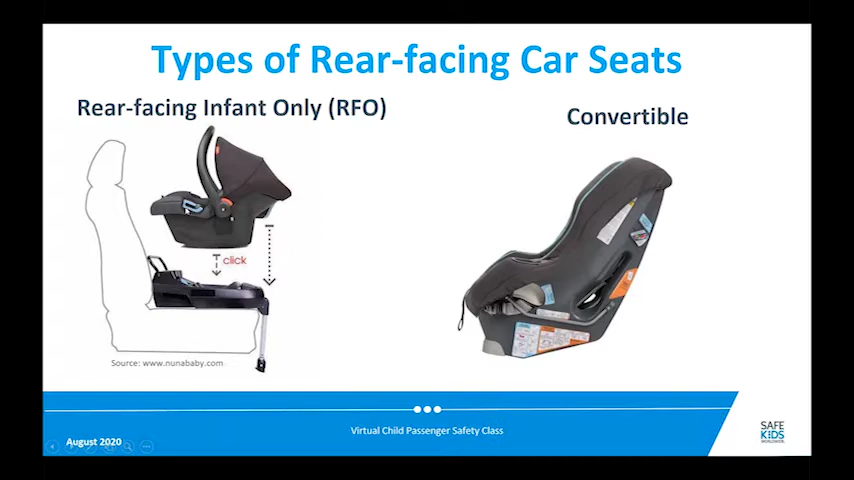 Types of Rear-facing Car Seats
Rear-facing Infant Only (RFO)
Convertible
click
Source: www.nunababy.com
Virtual Child Passenger Safety Class
August 2020
SAFE
KIDS
WORLDWIDE